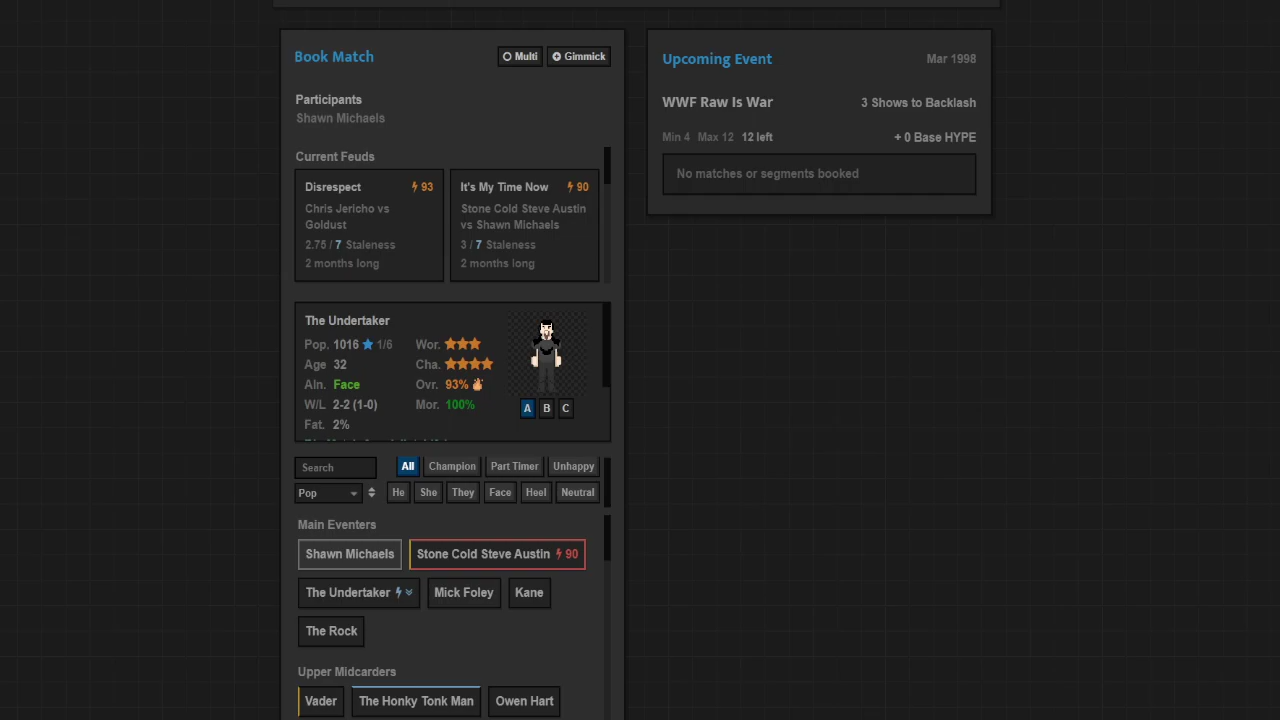 Book Match
Multi
Gimmick
Participants
Shawn Michaels
Current Feuds
Disrespect 93
Chris Jericho vs
Goldust
2.75 / 7 Staleness
2 months long
It's My Time Now 90
Stone Cold Steve Austin
vs Shawn Michaels
3 / 7 Staleness
2 months long
The Undertaker
Pop. 1016 1/6
Age 32
Aln. Face
W/L 2-2 (1-0)
Fat. 2%
Wor.
Cha.
Ovr. 93%
Mor. 100%
A B C
Search
All Champion Part Timer Unhappy
Pop
He She They Face Heel Neutral
Main Eventers
Shawn Michaels Stone Cold Steve Austin 90
The Undertaker Mick Foley Kane
The Rock
Upper Midcarders
Vader The Honky Tonk Man Owen Hart
Upcoming Event Mar 1998
WWF Raw Is War 3 Shows to Backlash
Min 4 Max 12 12 left + 0 Base HYPE
No matches or segments booked